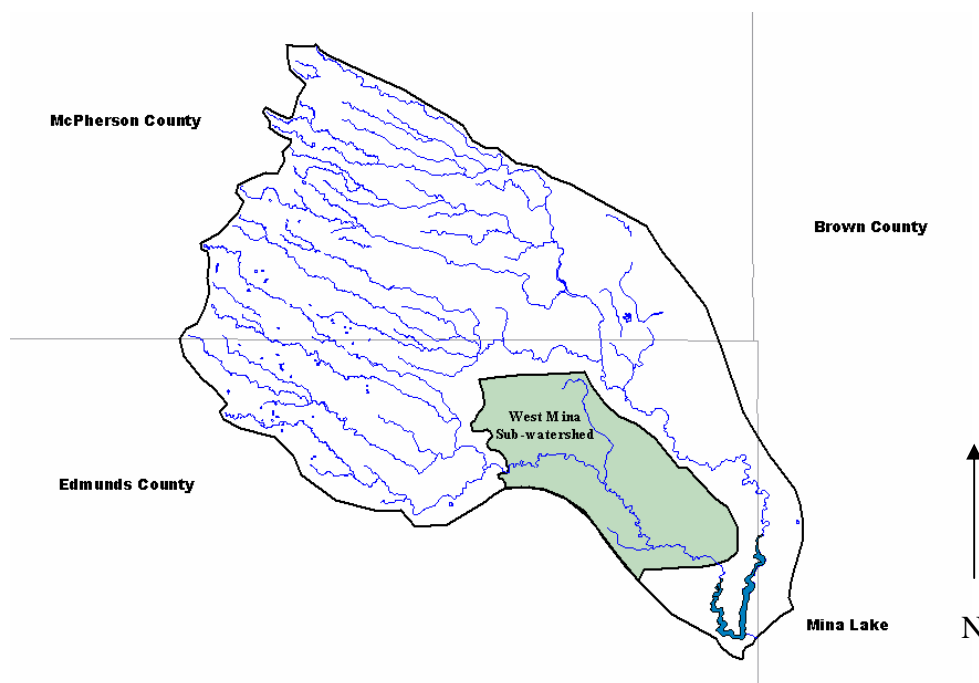 McPherson County
Brown County
West Mina
Sub-watershed
Edmunds County
Mina Lake
N